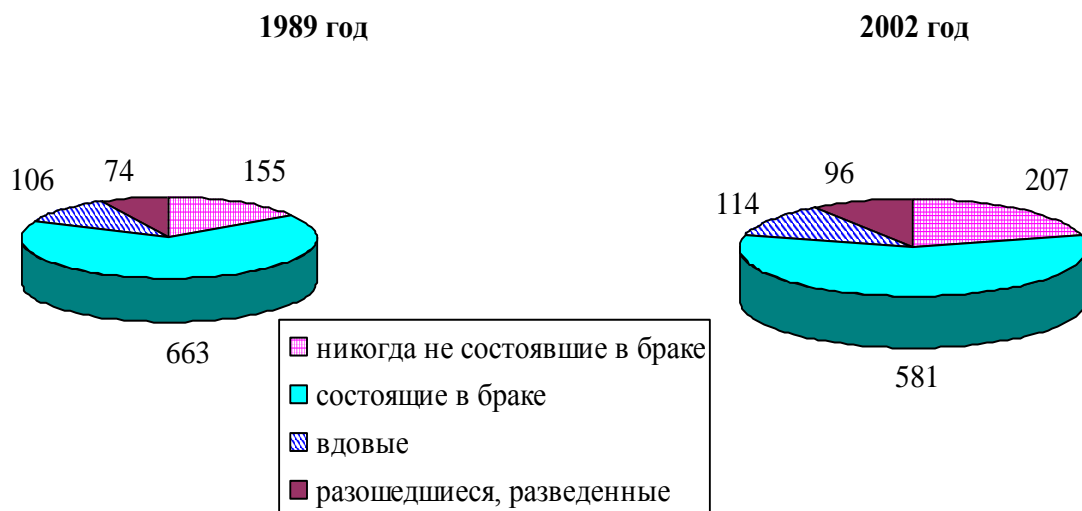 1989 год
2002 год
106
74
155
663
114
96
207
581
никогда не состоявшие в браке
состоящие в браке
вдовые
разошедшиеся, разведенные